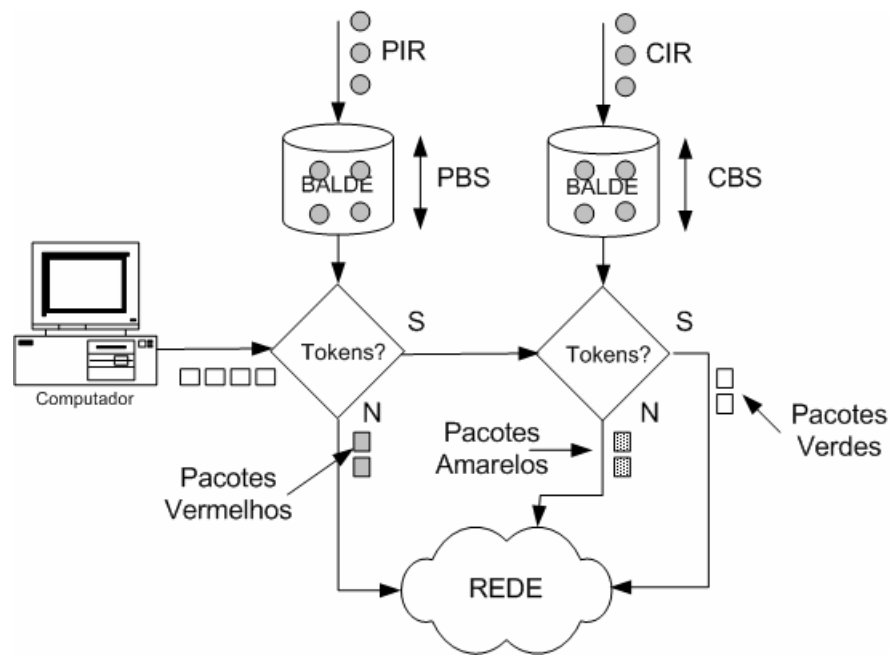 PIR
CIR
BALDE
PBS
BALDE
CBS
Tokens?
S
Tokens?
S
Computador
N
N
Pacotes
Vermelhos
Pacotes
Amarelos
Pacotes
Verdes
REDE